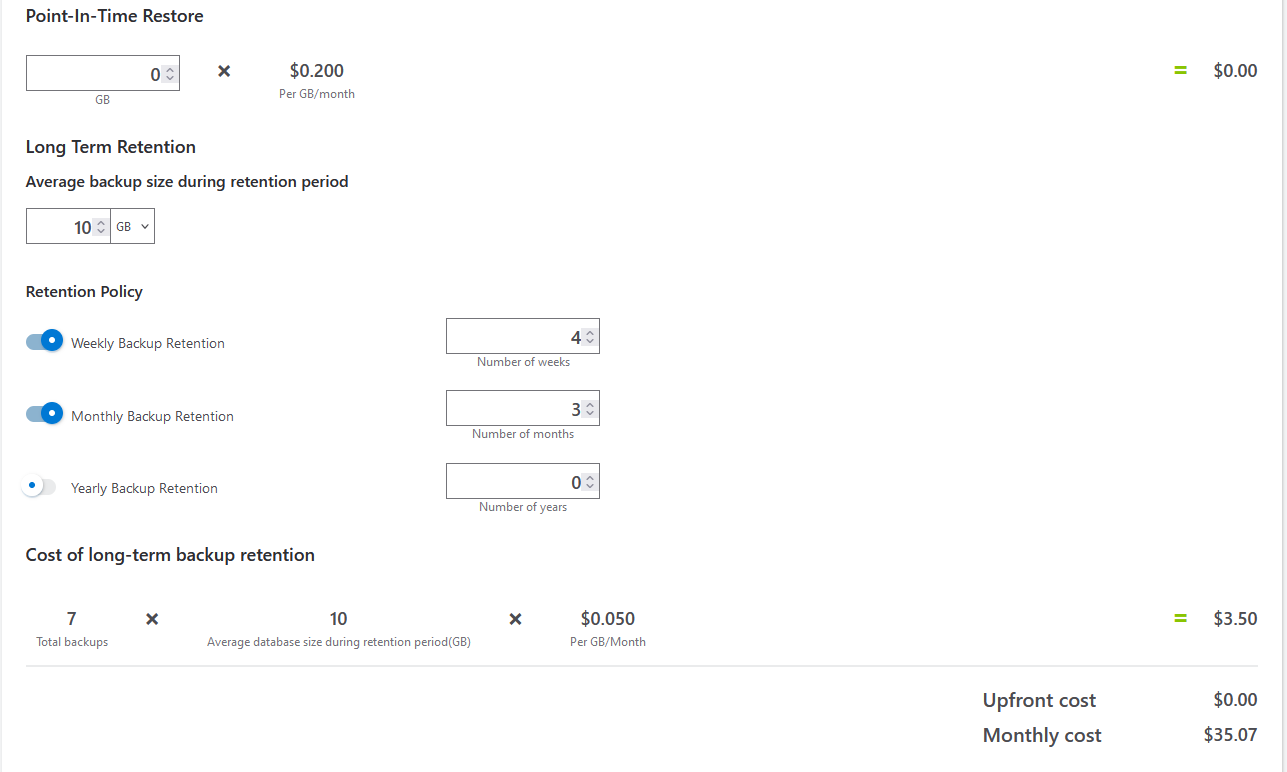 Point-In-Time Restore
0 × $0.200 = $0.00
GB Per GB/month
Long Term Retention
Average backup size during retention period
10 GB
Retention Policy
Weekly Backup Retention 4
Number of weeks
Monthly Backup Retention 3
Number of months
Yearly Backup Retention 0
Number of years
Cost of long-term backup retention
7 × 10 × $0.050 = $3.50
Total backups Average database size during retention period(GB) Per GB/Month
Upfront cost $0.00
Monthly cost $35.07